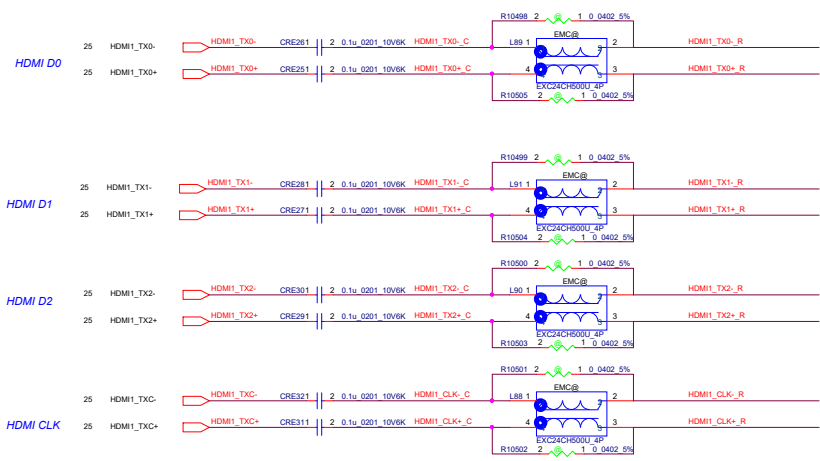 R10498 2 @ 1 0_0402_5%
EMC@
HDMI D0
25 HDMI1_TX0- HDMI1_TX0- CRE261 2 0.1u_0201_10V6K HDMI1_TX0-_C L89 1 2 2 HDMI1_TX0-_R
25 HDMI1_TX0+ HDMI1_TX0+ CRE251 2 0.1u_0201_10V6K HDMI1_TX0+_C 4 3 3 HDMI1_TX0+_R
EXC24CH500U_4P
R10505 2 @ 1 0_0402_5%
R10499 2 @ 1 0_0402_5%
EMC@
HDMI D1
25 HDMI1_TX1- HDMI1_TX1- CRE281 2 0.1u_0201_10V6K HDMI1_TX1-_C L91 1 2 2 HDMI1_TX1-_R
25 HDMI1_TX1+ HDMI1_TX1+ CRE271 2 0.1u_0201_10V6K HDMI1_TX1+_C 4 3 3 HDMI1_TX1+_R
EXC24CH500U_4P
R10504 2 @ 1 0_0402_5%
R10500 2 @ 1 0_0402_5%
EMC@
HDMI D2
25 HDMI1_TX2- HDMI1_TX2- CRE301 2 0.1u_0201_10V6K HDMI1_TX2-_C L90 1 2 2 HDMI1_TX2-_R
25 HDMI1_TX2+ HDMI1_TX2+ CRE291 2 0.1u_0201_10V6K HDMI1_TX2+_C 4 3 3 HDMI1_TX2+_R
EXC24CH500U_4P
R10503 2 @ 1 0_0402_5%
R10501 2 @ 1 0_0402_5%
EMC@
HDMI CLK
25 HDMI1_TXC- HDMI1_TXC- CRE321 2 0.1u_0201_10V6K HDMI1_CLK-_C L88 1 2 2 HDMI1_CLK-_R
25 HDMI1_TXC+ HDMI1_TXC+ CRE311 2 0.1u_0201_10V6K HDMI1_CLK+_C 4 3 3 HDMI1_CLK+_R
EXC24CH500U_4P
R10502 2 @ 1 0_0402_5%